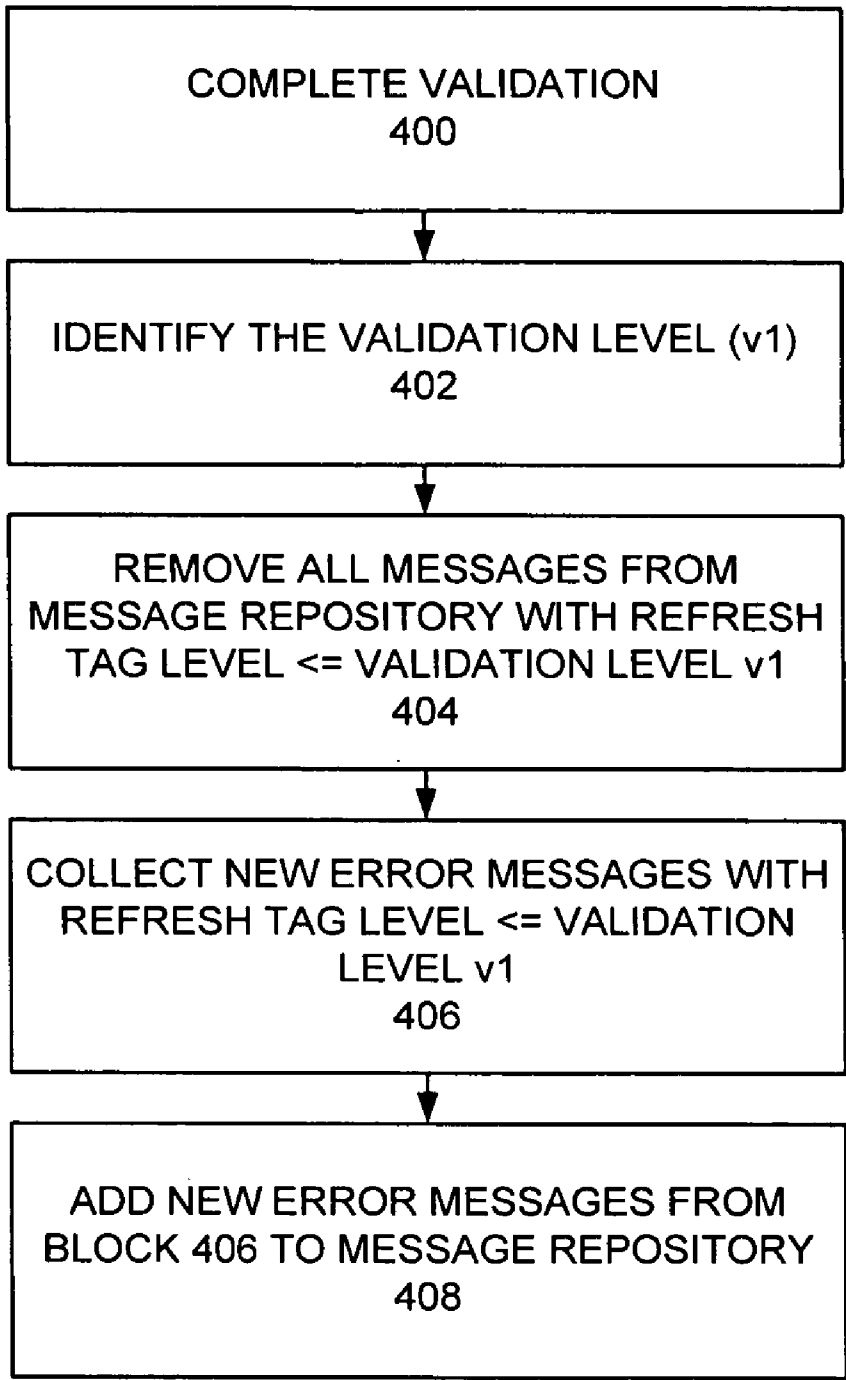 COMPLETE VALIDATION
400
IDENTIFY THE VALIDATION LEVEL (v1)
402
REMOVE ALL MESSAGES FROM
MESSAGE REPOSITORY WITH REFRESH
TAG LEVEL <= VALIDATION LEVEL v1
404
COLLECT NEW ERROR MESSAGES WITH
REFRESH TAG LEVEL <= VALIDATION
LEVEL v1
406
ADD NEW ERROR MESSAGES FROM
BLOCK 406 TO MESSAGE REPOSITORY
408